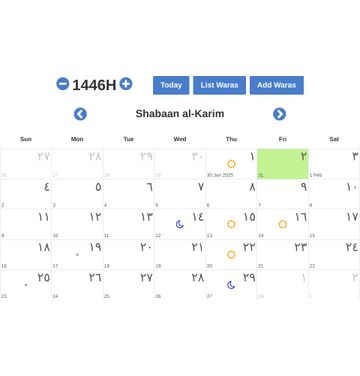 1446H Today List Waras Add Waras
Shabaan al-Karim
Sun Mon Tue Wed Thu Fri Sat
٢٧ ٢٨ ٢٩ ٣٠ ١ ٢ ٣
26 27 28 29 30 Jan 2025 31 1 Feb
٤ ٥ ٦ ٧ ٨ ٩ ١٠
2 3 4 5 6 7 8
١١ ١٢ ١٣ ١٤ ١٥ ١٦ ١٧
9 10 11 12 13 14 15
١٨ ١٩ ٢٠ ٢١ ٢٢ ٢٣ ٢٤
16 17 18 19 20 21 22
٢٥ ٢٦ ٢٧ ٢٨ ٢٩ ١ ٢
23 24 25 26 27 28